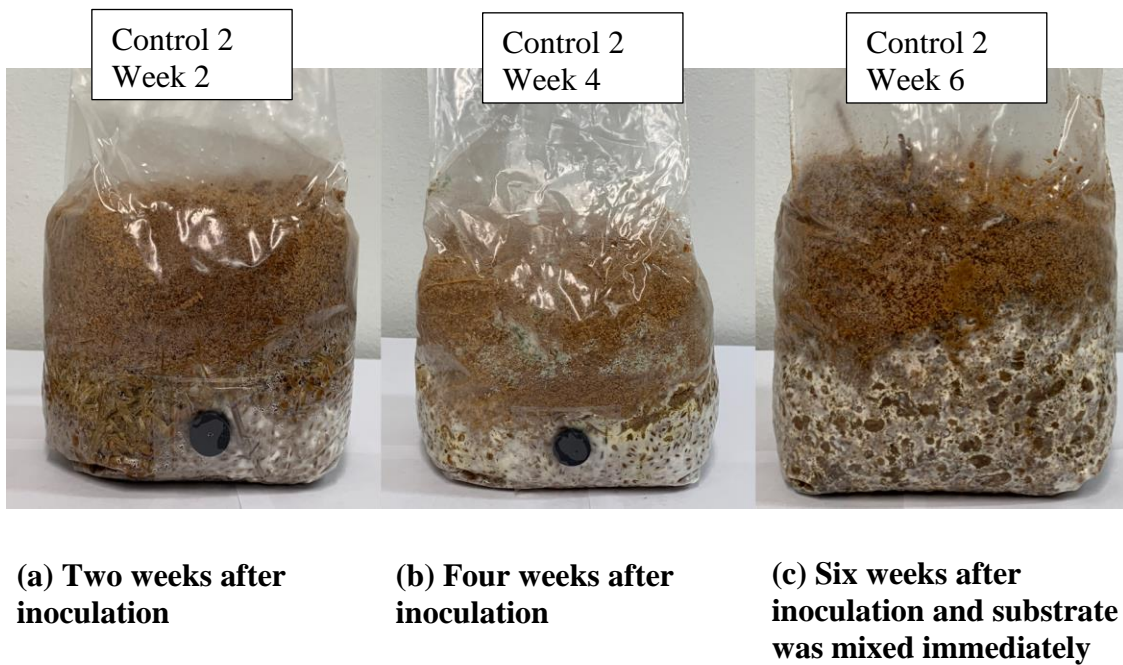 Control 2
Week 2
Control 2
Week 4
Control 2
Week 6
(a) Two weeks after
inoculation
(b) Four weeks after
inoculation
(c) Six weeks after
inoculation and substrate
was mixed immediately